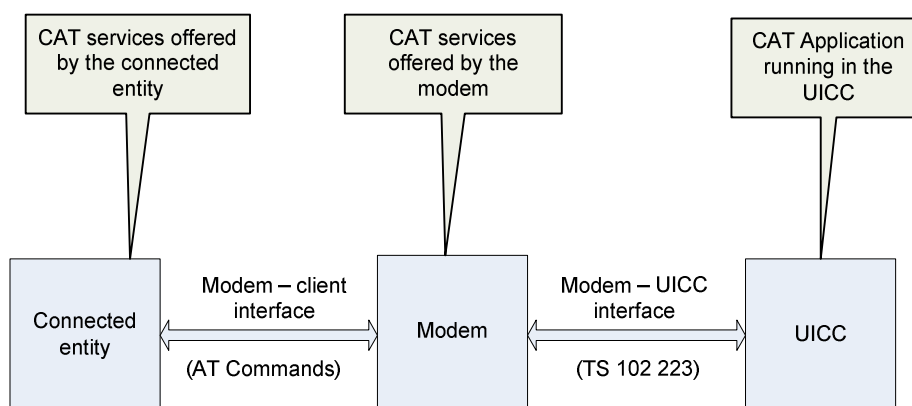 CAT services offered
by the connected
entity
CAT services
offered by the
modem
CAT Application
running in the
UICC
Connected
entity
Modem – client
interface
(AT Commands)
Modem
Modem – UICC
interface
(TS 102 223)
UICC